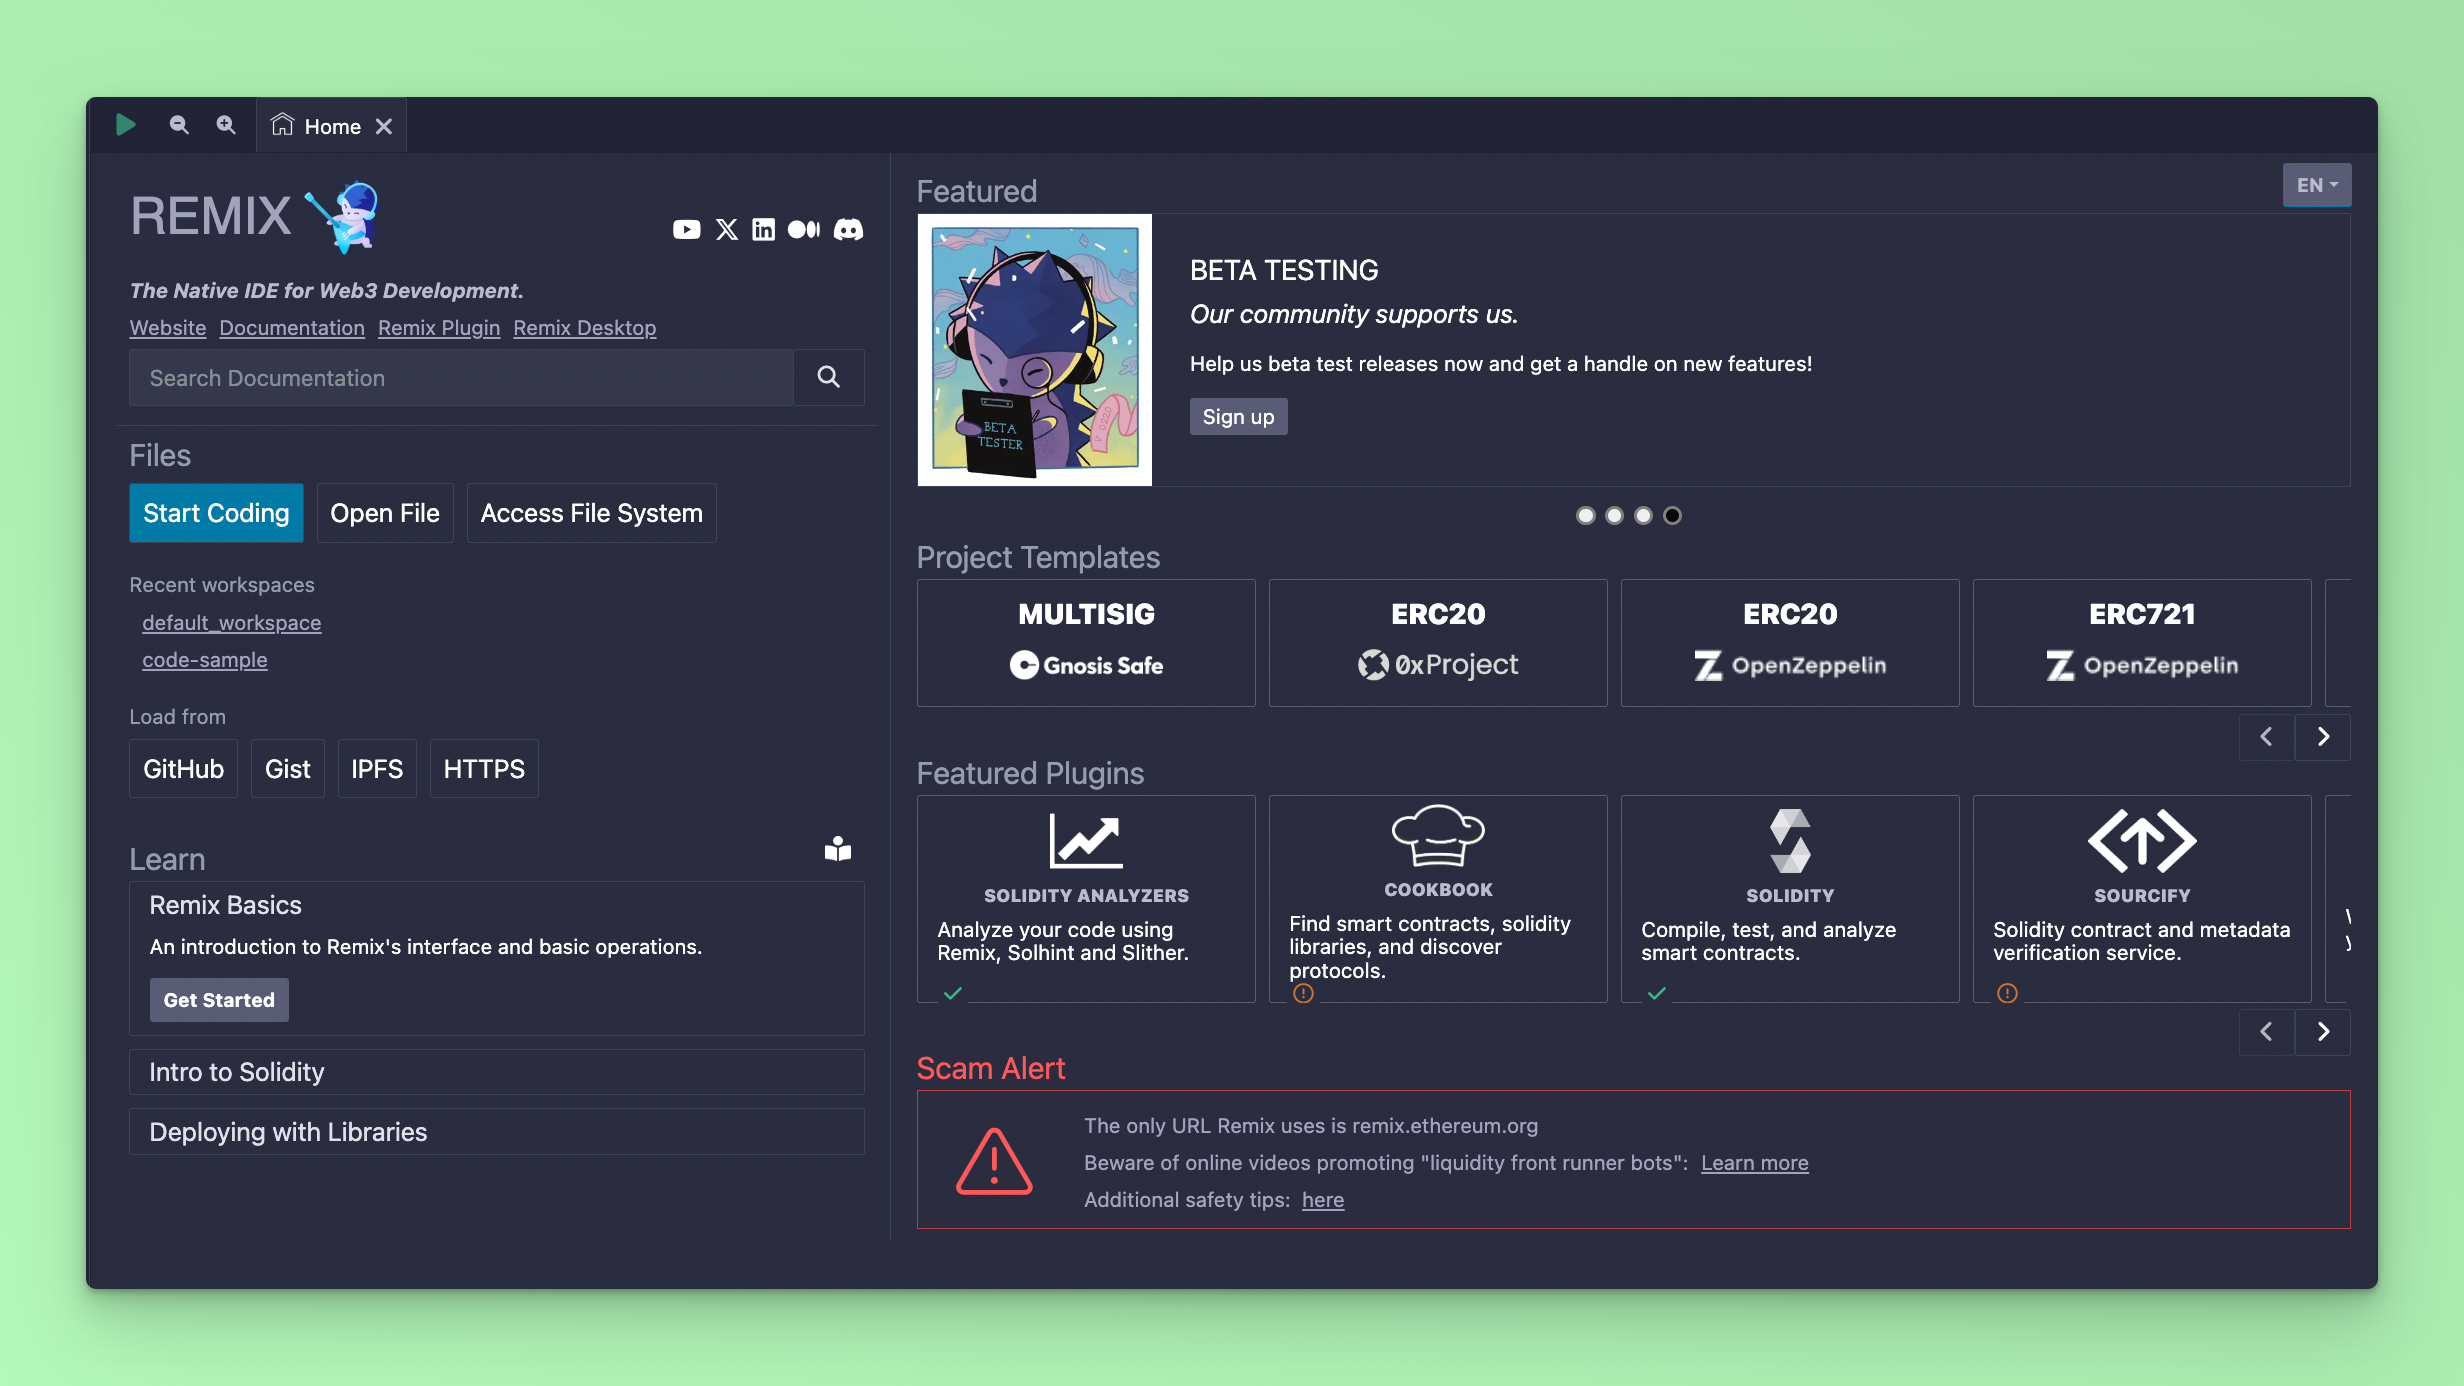 Home
REMIX
The Native IDE for Web3 Development.
Website Documentation Remix Plugin Remix Desktop
Search Documentation
Files
Start Coding Open File Access File System
Recent workspaces
default_workspace
code-sample
Load from
GitHub Gist IPFS HTTPS
Learn
Remix Basics
An introduction to Remix's interface and basic operations.
Get Started
Intro to Solidity
Deploying with Libraries
Featured
EN
BETA
TESTER
V 0220
BETA TESTING
Our community supports us.
Help us beta test releases now and get a handle on new features!
Sign up
Project Templates
MULTISIG
Gnosis Safe
ERC20
0xProject
ERC20
OpenZeppelin
ERC721
OpenZeppelin
Featured Plugins
SOLIDITY ANALYZERS
Analyze your code using
Remix, Solhint and Slither.
COOKBOOK
Find smart contracts, solidity
libraries, and discover
protocols.
SOLIDITY
Compile, test, and analyze
smart contracts.
SOURCIFY
Solidity contract and metadata
verification service.
Scam Alert
The only URL Remix uses is remix.ethereum.org
Beware of online videos promoting "liquidity front runner bots": Learn more
Additional safety tips: here